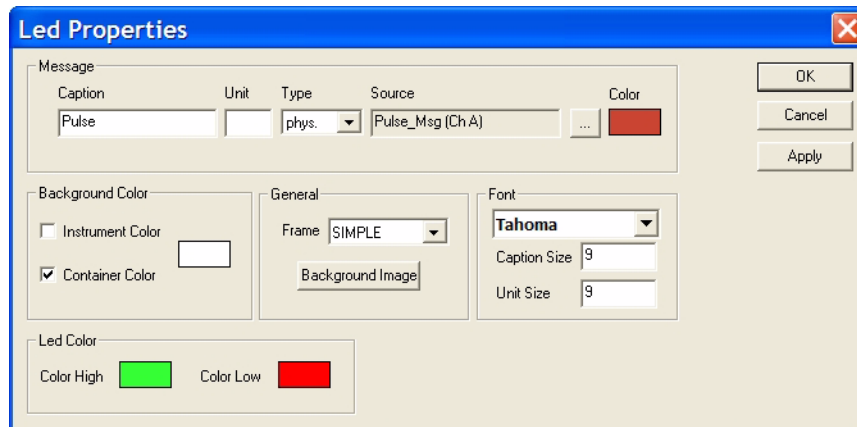 Led Properties
Message
Caption Unit Type Source Color
Pulse phys. Pulse_Msg (Ch A) ...
OK
Cancel
Apply
Background Color
Instrument Color
Container Color
General
Frame SIMPLE
Background Image
Font
Tahoma
Caption Size 9
Unit Size 9
Led Color
Color High Color Low